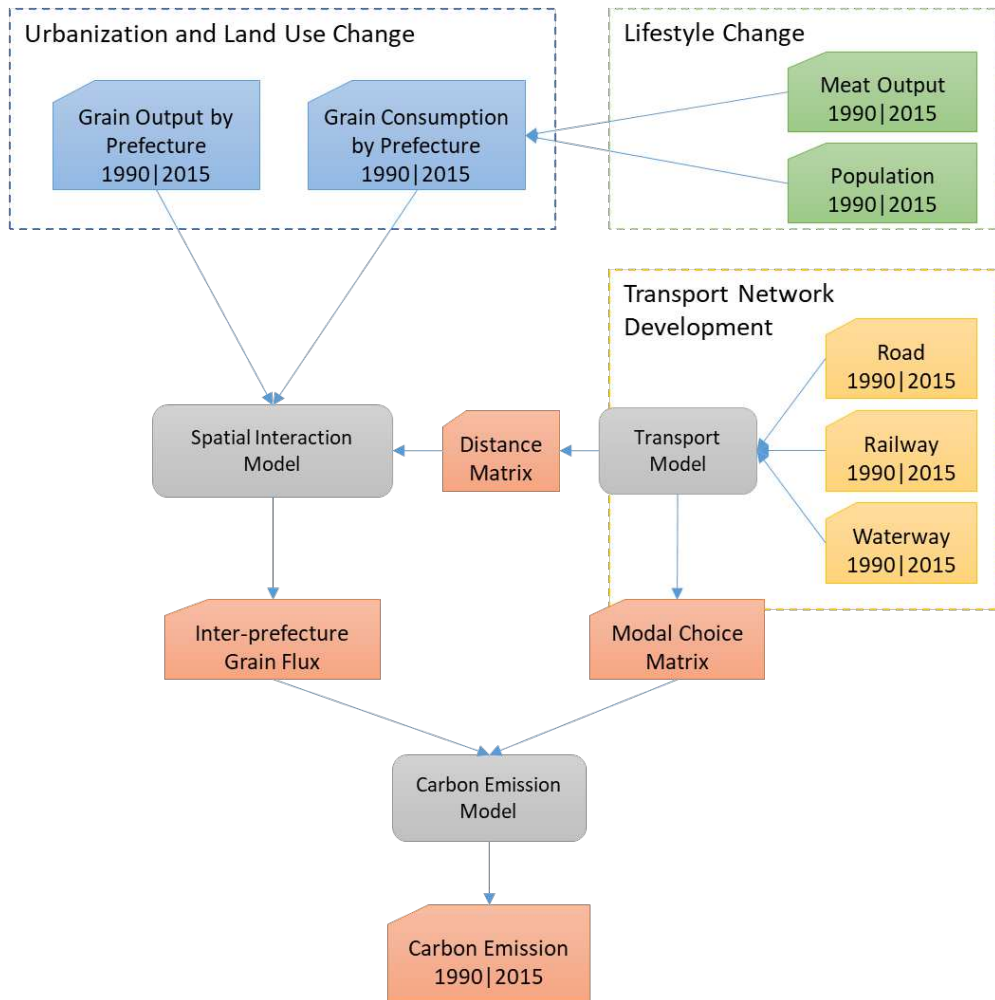 Urbanization and Land Use Change
Grain Output by
Prefecture
1990|2015
Grain Consumption
by Prefecture
1990|2015
Lifestyle Change
Meat Output
1990|2015
Population
1990|2015
Transport Network
Development
Road
1990|2015
Railway
1990|2015
Waterway
1990|2015
Spatial Interaction
Model
Distance
Matrix
Transport
Model
Inter-prefecture
Grain Flux
Modal Choice
Matrix
Carbon Emission
Model
Carbon Emission
1990|2015